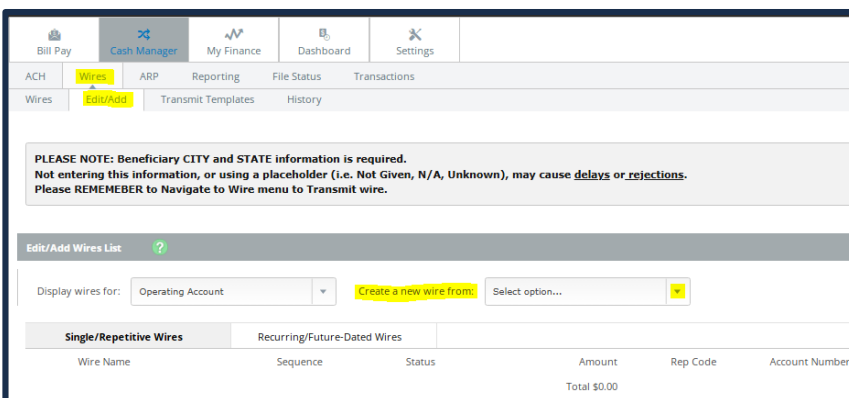 Bill Pay Cash Manager My Finance Dashboard Settings
ACH Wires ARP Reporting File Status Transactions
Wires Edit/Add Transmit Templates History
PLEASE NOTE: Beneficiary CITY and STATE information is required.
Not entering this information, or using a placeholder (i.e. Not Given, N/A, Unknown), may cause delays or rejections.
Please REMEMEBER to Navigate to Wire menu to Transmit wire.
Edit/Add Wires List ?
Display wires for: Operating Account Create a new wire from: Select option...
Single/Repetitive Wires Recurring/Future-Dated Wires
Wire Name Sequence Status Amount Rep Code Account Number
Total $0.00